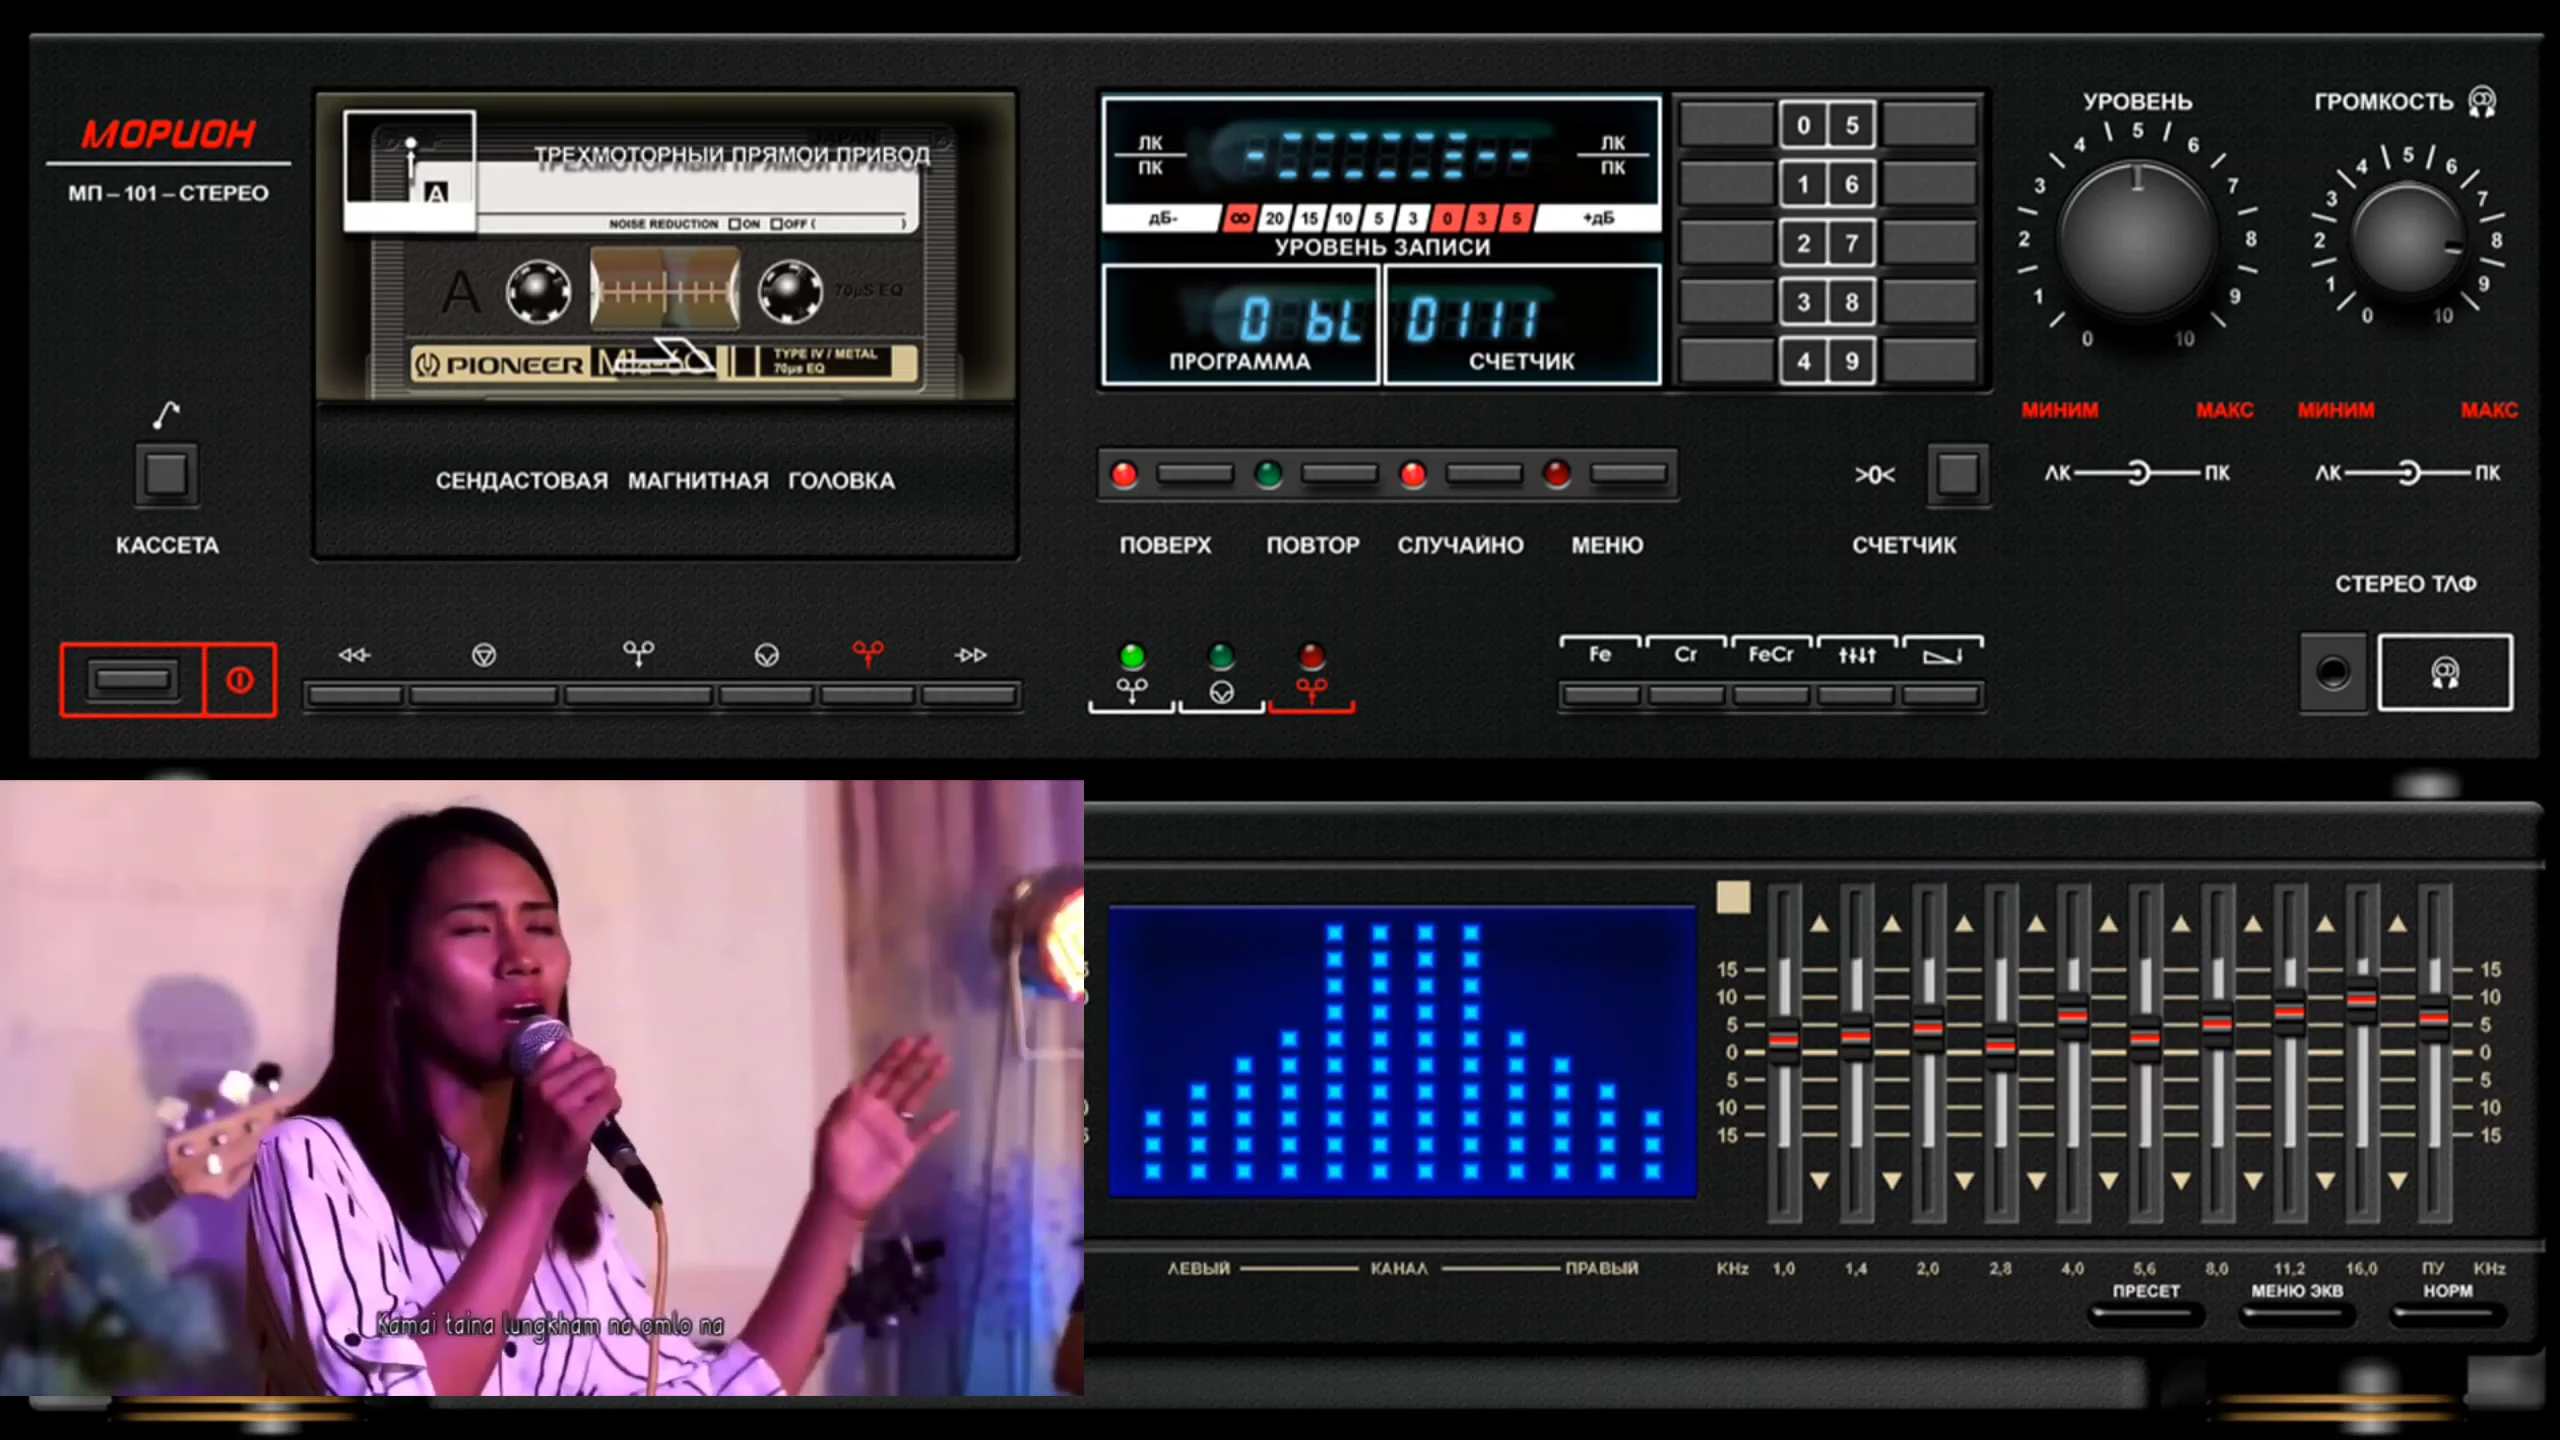 МОРИОН
МП–101–СТЕРЕО
ТРЕХМОТОРНЫЙ ПРЯМОЙ ПРИВОД
A
NOISE REDUCTION ON OFF ( )
A
70µS EQ
PIONEER
TYPE IV / METAL
70µs EQ
СЕНДАСТОВАЯ МАГНИТНАЯ ГОЛОВКА
КАССЕТА
ЛК
ПК
ЛК
ПК
дБ- ∞ 20 15 10 5 3 0 3 5 +дБ
УРОВЕНЬ ЗАПИСИ
0 bL 0111
ПРОГРАММА СЧЕТЧИК
0 5
1 6
2 7
3 8
4 9
УРОВЕНЬ
0 1 2 3 4 5 6 7 8 9 10
МИНИМ МАКС
ЛК ПК
ГРОМКОСТЬ
0 1 2 3 4 5 6 7 8 9 10
МИНИМ МАКС
ЛК ПК
ПОВЕРХ ПОВТОР СЛУЧАЙНО МЕНЮ
>0<
СЧЕТЧИК
СТЕРЕО ТЛФ
Fe Cr FeCr
Kamai taina lungkham na omlo na
ЛЕВЫЙ КАНАЛ ПРАВЫЙ
15 15
10 10
5 5
0 0
5 5
10 10
15 15
KHz 1,0 1,4 2,0 2,8 4,0 5,6 8,0 11,2 16,0 ПУ KHz
ПРЕСЕТ МЕНЮ ЭКВ НОРМ